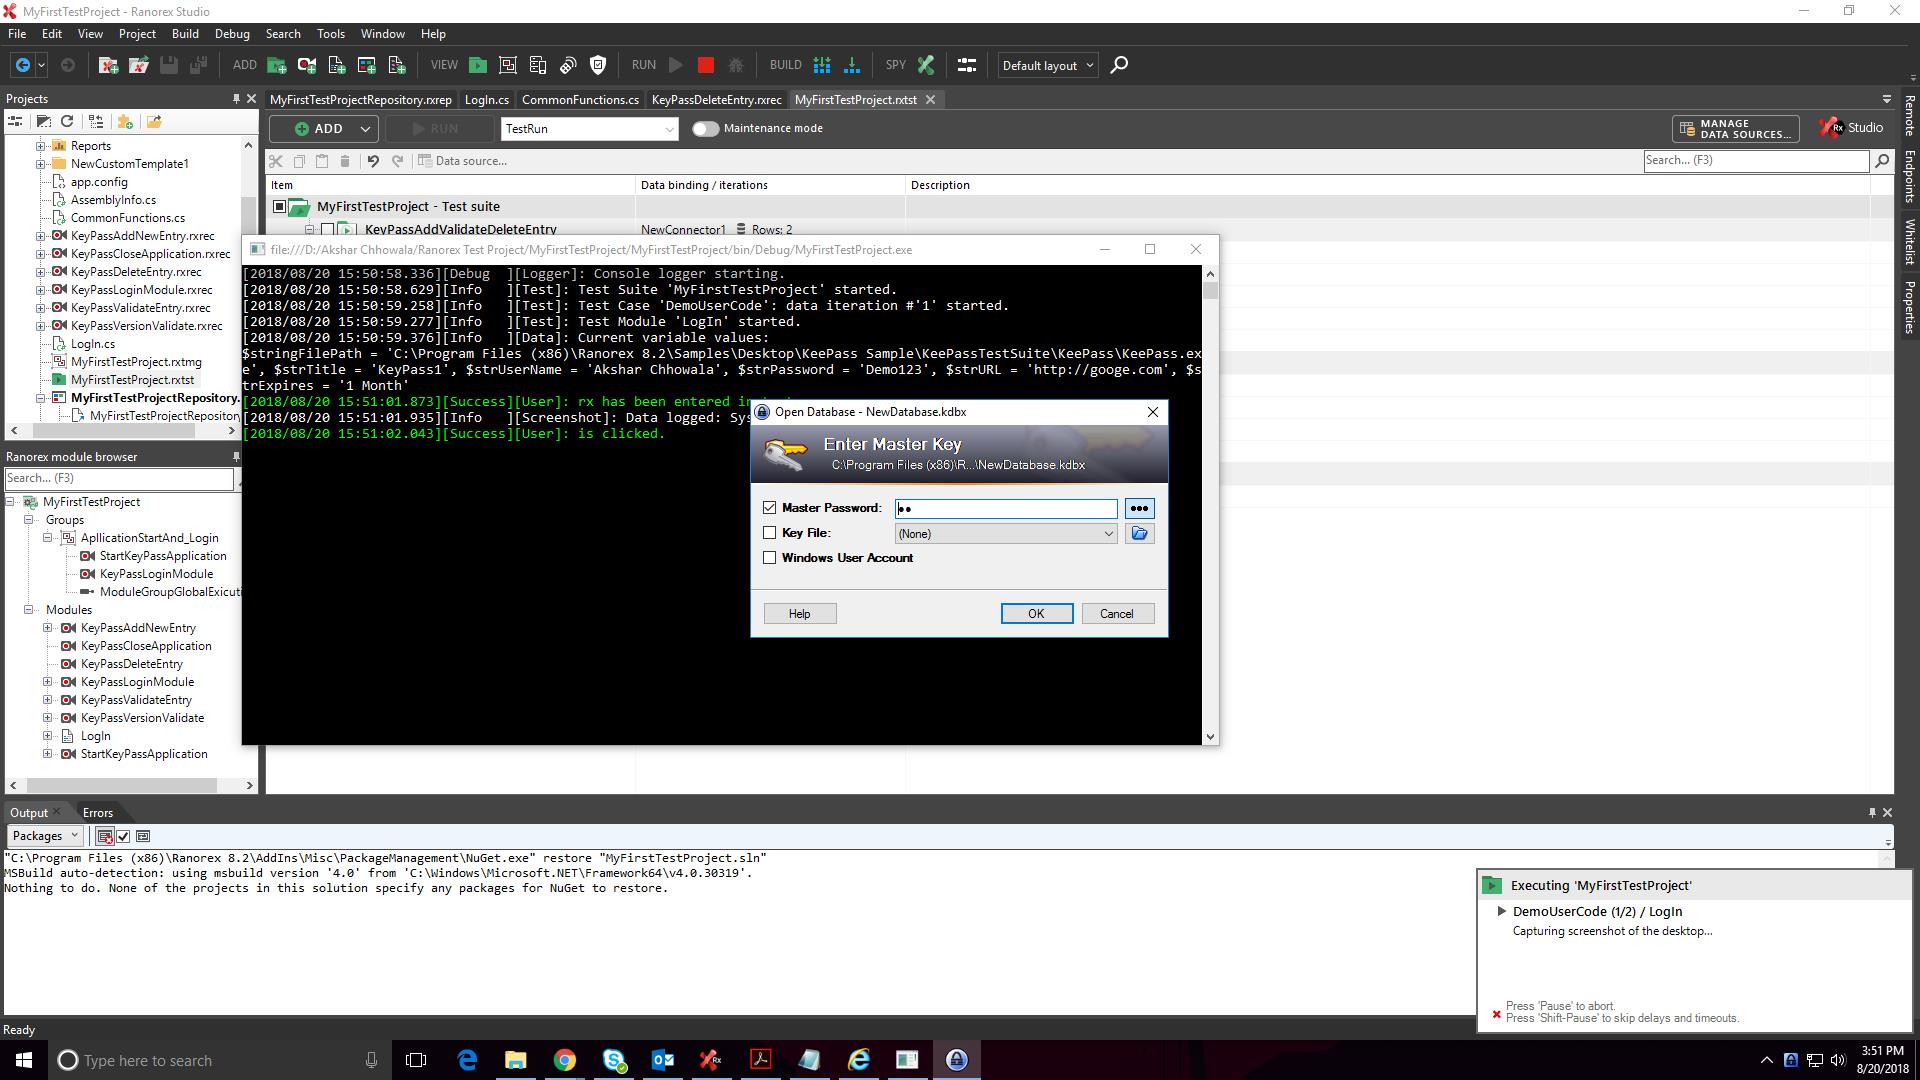 MyFirstTestProject - Ranorex Studio
File Edit View Project Build Debug Search Tools Window Help
ADD VIEW RUN BUILD SPY Default layout
Projects
MyFirstTestProjectRepository.rxrep LogIn.cs CommonFunctions.cs KeyPassDeleteEntry.rxrec MyFirstTestProject.rxtst
ADD RUN TestRun Maintenance mode MANAGE DATA SOURCES... Rx Studio
Data source... Search... (F3)
Item Data binding / iterations Description
MyFirstTestProject - Test suite
KeyPassAddValidateDeleteEntry NewConnector1 Rows: 2
Reports
NewCustomTemplate1
app.config
AssemblyInfo.cs
CommonFunctions.cs
KeyPassAddNewEntry.rxrec
KeyPassCloseApplication.rxrec
KeyPassDeleteEntry.rxrec
KeyPassLoginModule.rxrec
KeyPassValidateEntry.rxrec
KeyPassVersionValidate.rxrec
LogIn.cs
MyFirstTestProject.rxtmg
MyFirstTestProject.rxtst
MyFirstTestProjectRepository.
MyFirstTestProjectRepository
Ranorex module browser
Search... (F3)
MyFirstTestProject
Groups
ApllicationStartAnd_Login
StartKeyPassApplication
KeyPassLoginModule
ModuleGroupGlobalExicuti
Modules
KeyPassAddNewEntry
KeyPassCloseApplication
KeyPassDeleteEntry
KeyPassLoginModule
KeyPassValidateEntry
KeyPassVersionValidate
LogIn
StartKeyPassApplication
file:///D:/Akshar Chhowala/Ranorex Test Project/MyFirstTestProject/MyFirstTestProject/bin/Debug/MyFirstTestProject.exe
[2018/08/20 15:50:58.336][Debug  ][Logger]: Console logger starting.
[2018/08/20 15:50:58.629][Info   ][Test]: Test Suite 'MyFirstTestProject' started.
[2018/08/20 15:50:59.258][Info   ][Test]: Test Case 'DemoUserCode': data iteration #'1' started.
[2018/08/20 15:50:59.277][Info   ][Test]: Test Module 'LogIn' started.
[2018/08/20 15:50:59.376][Info   ][Data]: Current variable values:
$stringFilePath = 'C:\Program Files (x86)\Ranorex 8.2\Samples\Desktop\KeePass Sample\KeePassTestSuite\KeePass\KeePass.ex
e', $strTitle = 'KeyPass1', $strUserName = 'Akshar Chhowala', $strPassword = 'Demo123', $strURL = 'http://googe.com', $s
trExpires = '1 Month'
[2018/08/20 15:51:01.873][Success][User]: rx has been entered in
[2018/08/20 15:51:01.935][Info   ][Screenshot]: Data logged: Sys
[2018/08/20 15:51:02.043][Success][User]: is clicked.
Open Database - NewDatabase.kdbx
Enter Master Key
C:\Program Files (x86)\R...\NewDatabase.kdbx
Master Password:
Key File: (None)
Windows User Account
Help OK Cancel
Remote
Endpoints
Whitelist
Properties
Output Errors
Packages
"C:\Program Files (x86)\Ranorex 8.2\AddIns\Misc\PackageManagement\NuGet.exe" restore "MyFirstTestProject.sln"
MSBuild auto-detection: using msbuild version '4.0' from 'C:\Windows\Microsoft.NET\Framework64\v4.0.30319'.
Nothing to do. None of the projects in this solution specify any packages for NuGet to restore.
Executing 'MyFirstTestProject'
DemoUserCode (1/2) / LogIn
Capturing screenshot of the desktop...
Press 'Pause' to abort.
Press 'Shift-Pause' to skip delays and timeouts.
Ready
Type here to search
3:51 PM
8/20/2018